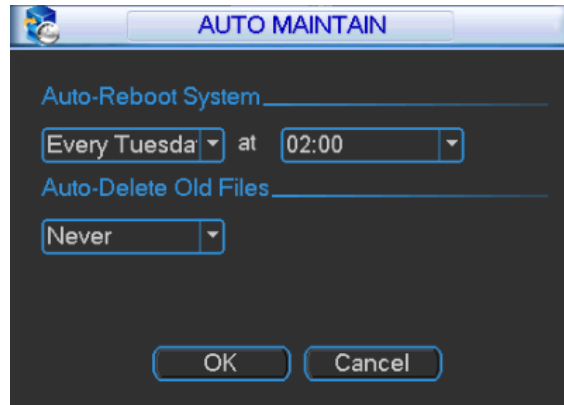 AUTO MAINTAIN
Auto-Reboot System
Every Tuesda at 02:00
Auto-Delete Old Files
Never
OK Cancel